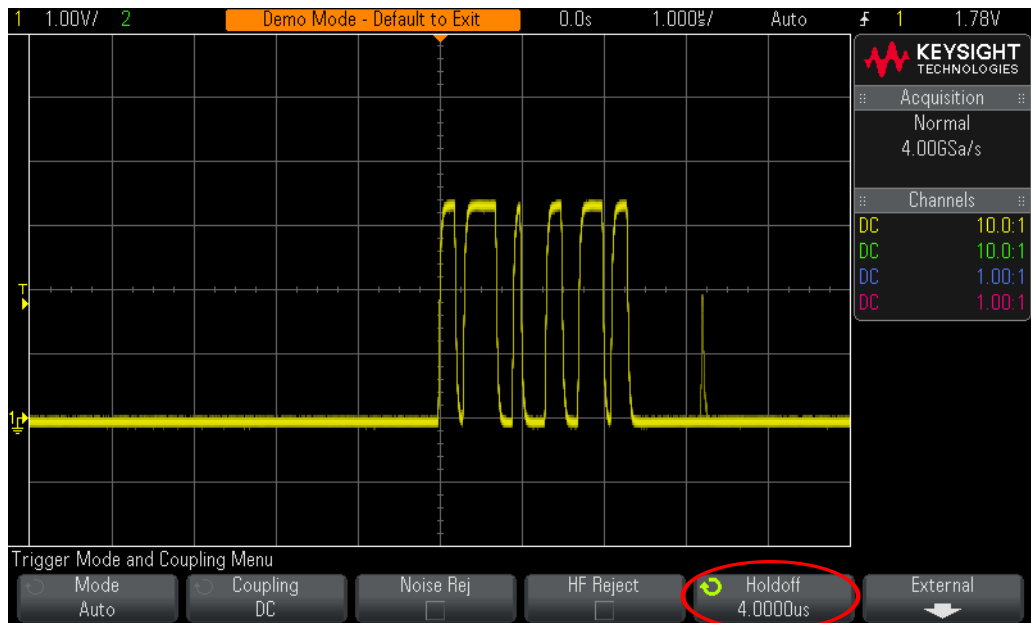 1 1.00V/ 2 Demo Mode - Default to Exit 0.0s 1.000µs/ Auto 1 1.78V
KEYSIGHT
TECHNOLOGIES
Acquisition
Normal
4.00GSa/s
Channels
DC 10.0:1
DC 10.0:1
DC 1.00:1
DC 1.00:1
T
1
Trigger Mode and Coupling Menu
Mode Coupling Noise Rej HF Reject Holdoff External
Auto DC 4.0000us